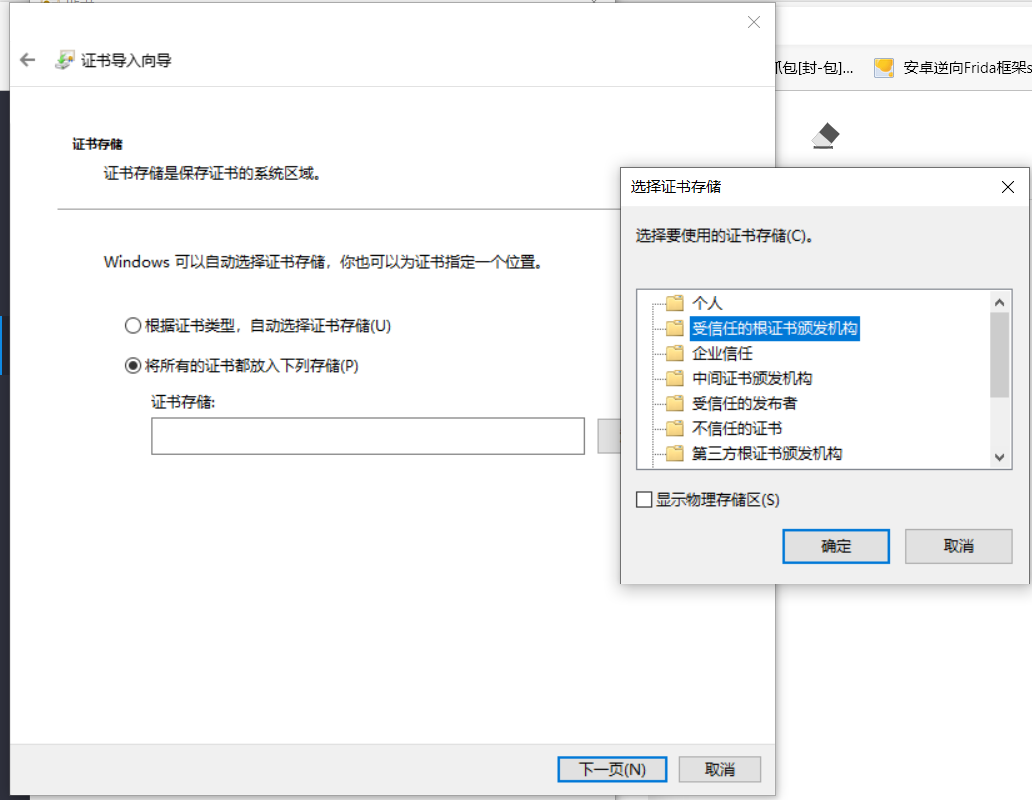 证书导入向导
抓包[封-包]...
安卓逆向Frida框架s
证书存储
证书存储是保存证书的系统区域。
Windows 可以自动选择证书存储，你也可以为证书指定一个位置。
根据证书类型，自动选择证书存储(U)
将所有的证书都放入下列存储(P)
证书存储:
下一页(N)
取消
选择证书存储
选择要使用的证书存储(C)。
个人
受信任的根证书颁发机构
企业信任
中间证书颁发机构
受信任的发布者
不信任的证书
第三方根证书颁发机构
显示物理存储区(S)
确定
取消